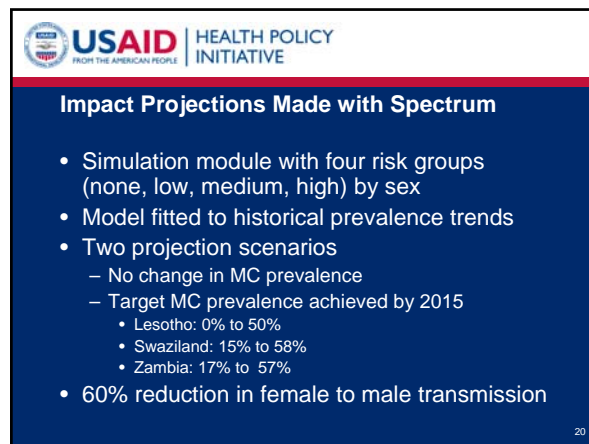 USAID
FROM THE AMERICAN PEOPLE
HEALTH POLICY
INITIATIVE
Impact Projections Made with Spectrum
• Simulation module with four risk groups
(none, low, medium, high) by sex
• Model fitted to historical prevalence trends
• Two projection scenarios
– No change in MC prevalence
– Target MC prevalence achieved by 2015
• Lesotho: 0% to 50%
• Swaziland: 15% to 58%
• Zambia: 17% to 57%
• 60% reduction in female to male transmission
20